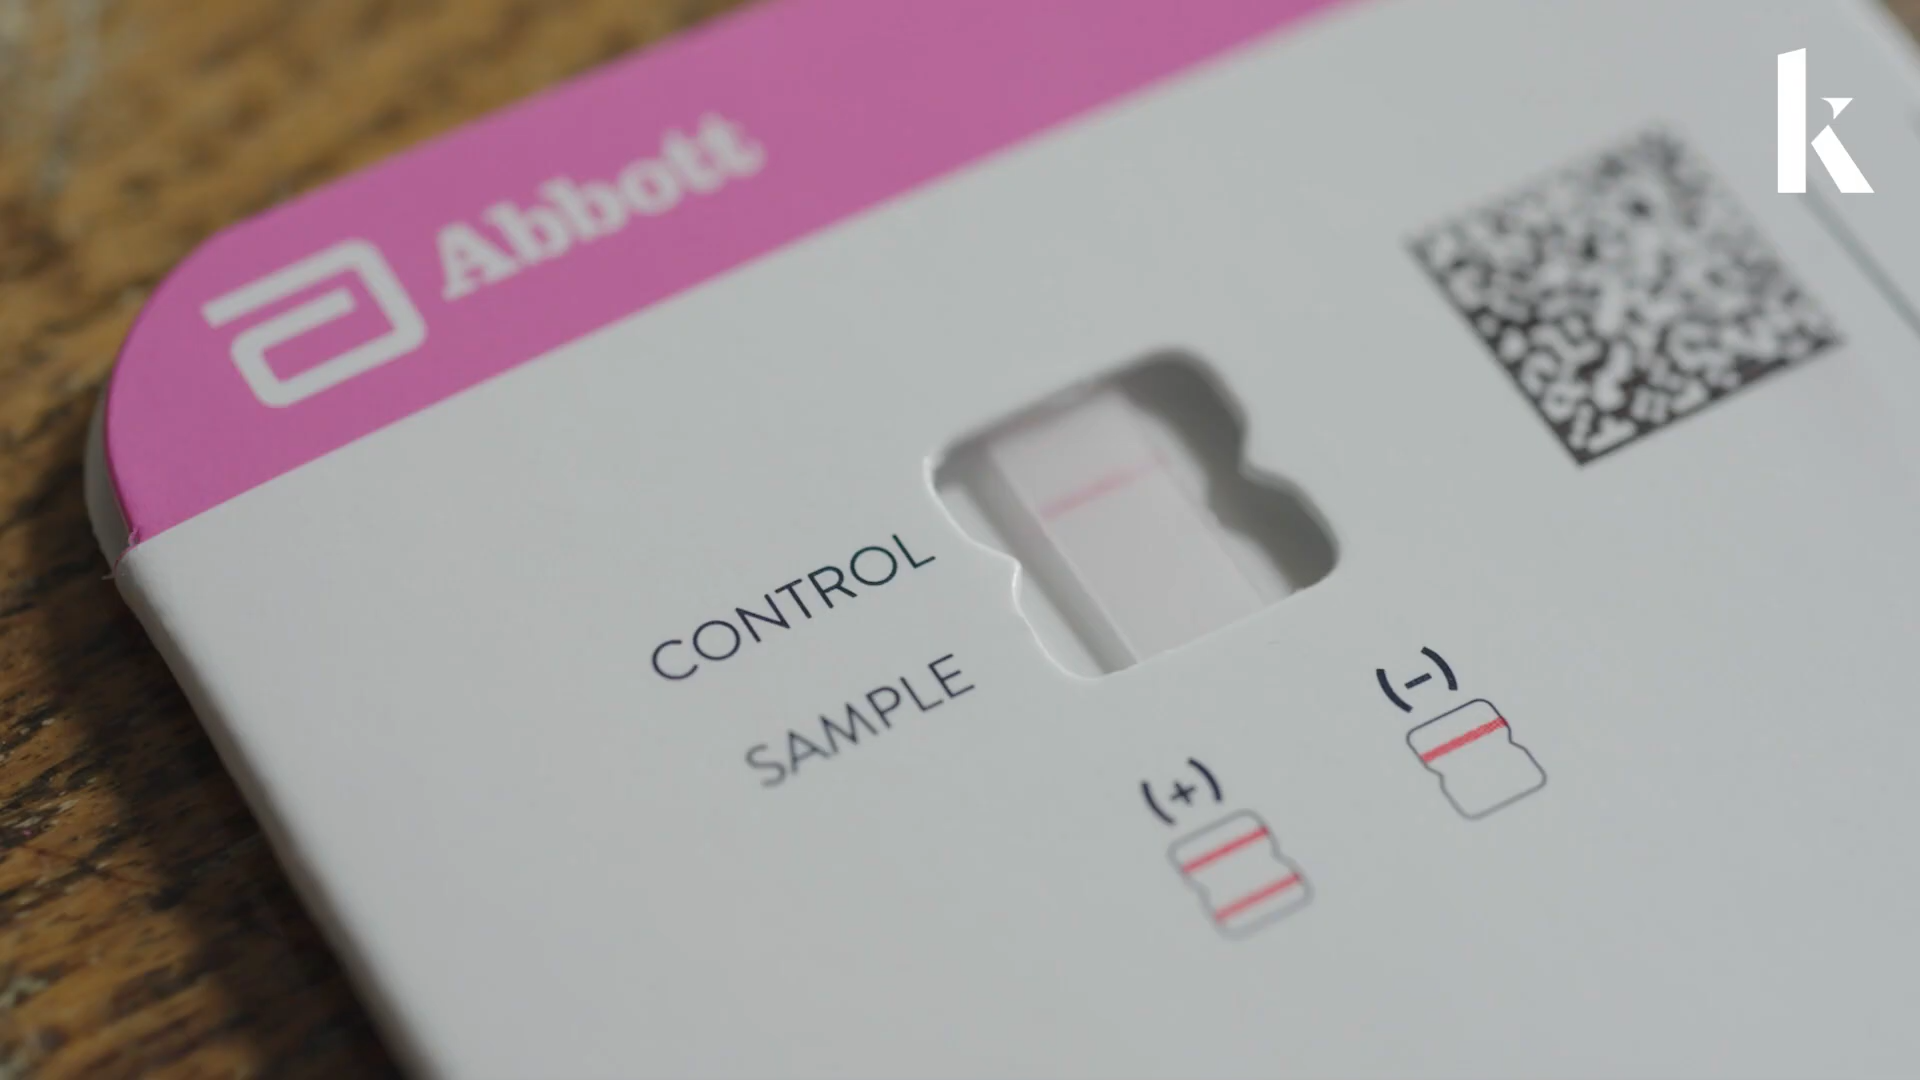 Abbott
k
CONTROL
SAMPLE
(-)
(+)